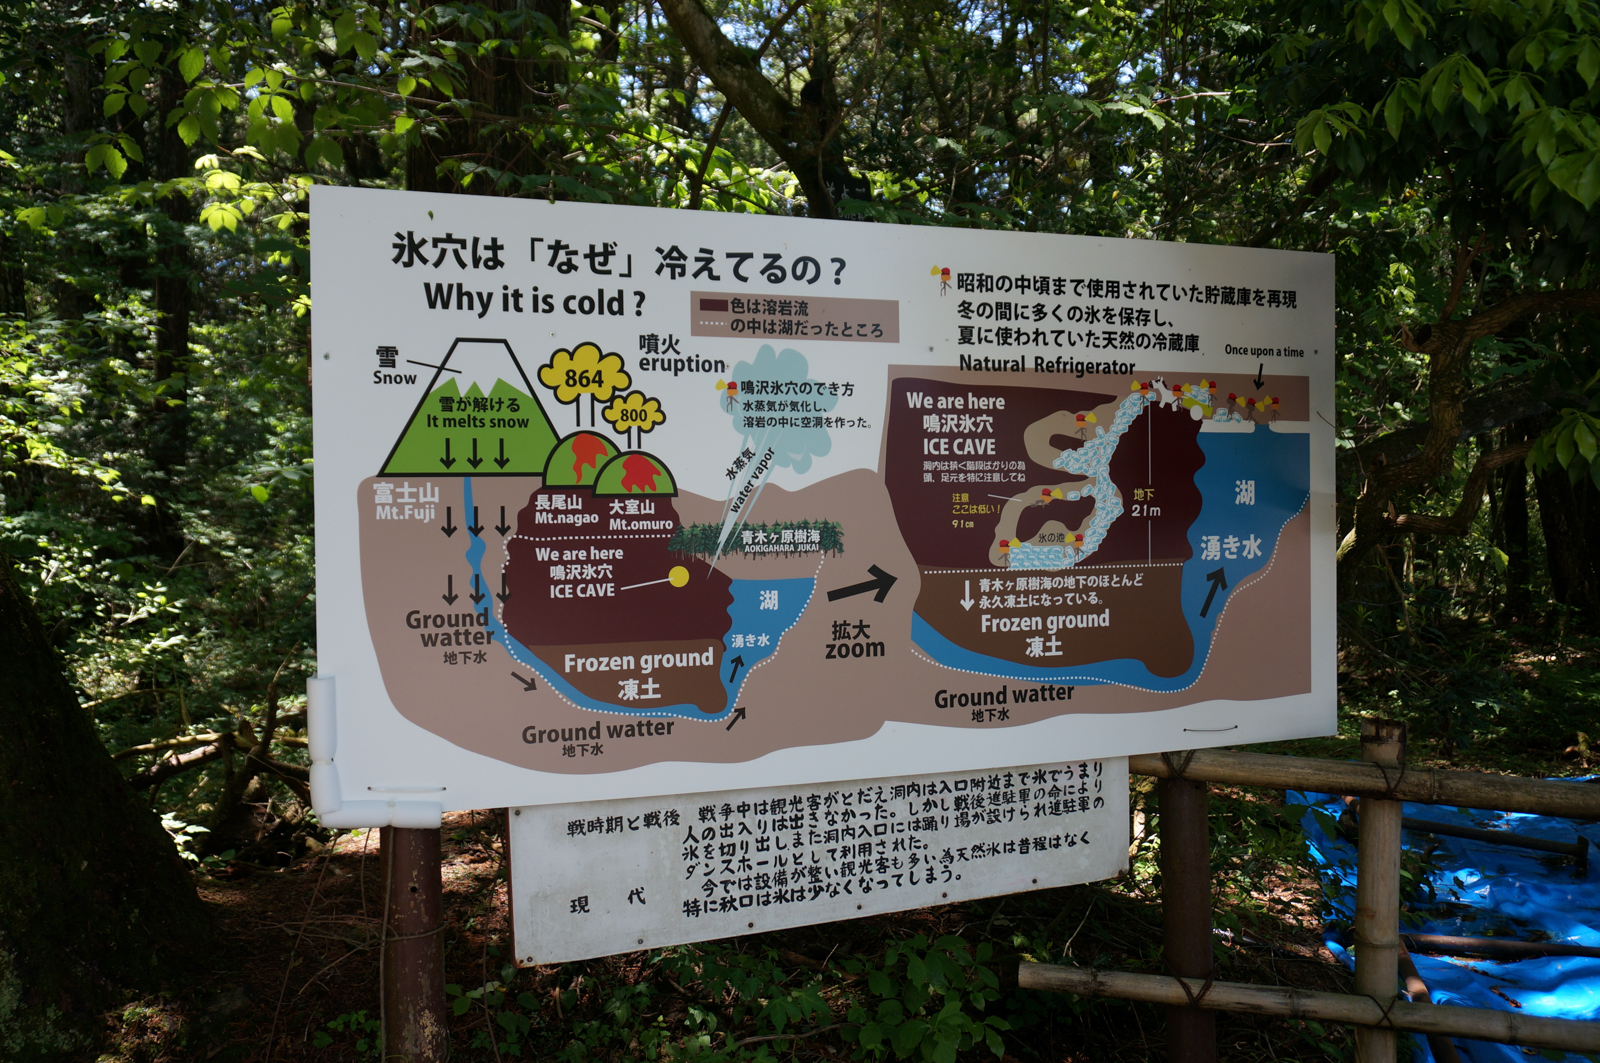 氷穴は「なぜ」冷えてるの？
Why it is cold ?
色は溶岩流
の中は湖だったところ
雪
Snow
雪が解ける
It melts snow
864
800
噴火
eruption
鳴沢氷穴のでき方
水蒸気が気化し、
溶岩の中に空洞を作った。
水蒸気
water vapor
富士山
Mt.Fuji
長尾山
Mt.nagao
大室山
Mt.omuro
青木ヶ原樹海
AOKIGAHARA JUKAI
We are here
鳴沢氷穴
ICE CAVE
湖
湧き水
Ground
watter
地下水
Frozen ground
凍土
Ground watter
地下水
拡大
zoom
昭和の中頃まで使用されていた貯蔵庫を再現
冬の間に多くの氷を保存し、
夏に使われていた天然の冷蔵庫
Natural Refrigerator
Once upon a time
We are here
鳴沢氷穴
ICE CAVE
洞内は狭く階段ばかりの為
頭、足元を特に注意してね
注意
ここは低い！
91cm
氷の池
地下
21m
湖
湧き水
青木ヶ原樹海の地下のほとんど
永久凍土になっている。
Frozen ground
凍土
Ground watter
地下水
戦時期と戦後 戦争中は観光客がとだえ洞内は入口附近まで氷でうまり
人の出入りは出きなかった。しかし戦後進駐軍の命により
氷を切り出しまた洞内入口には踊り場が設けられ進駐軍の
ダンスホールとして利用された。
現代 今では設備が整い観光客も多い為天然氷は昔程はなく
特に秋口は氷は少なくなってしまう。